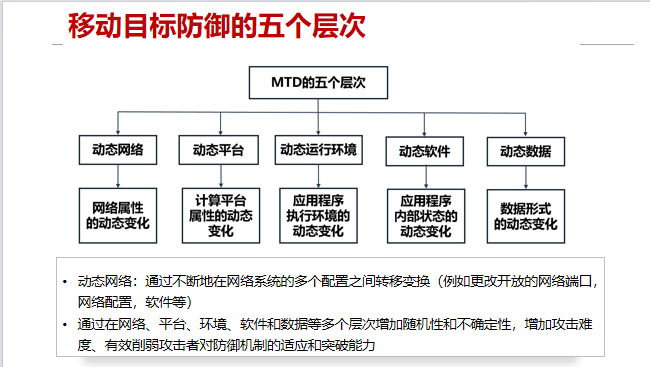 移动目标防御的五个层次
MTD的五个层次
动态网络
动态平台
动态运行环境
动态软件
动态数据
网络属性
的动态变化
计算平台
属性的动态
变化
应用程序
执行环境的
动态变化
应用程序
内部状态的
动态变化
数据形式
的动态变化
• 动态网络：通过不断地在网络系统的多个配置之间转移变换（例如更改开放的网络端口，
网络配置，软件等）
• 通过在网络、平台、环境、软件和数据等多个层次增加随机性和不确定性，增加攻击难
度、有效削弱攻击者对防御机制的适应和突破能力